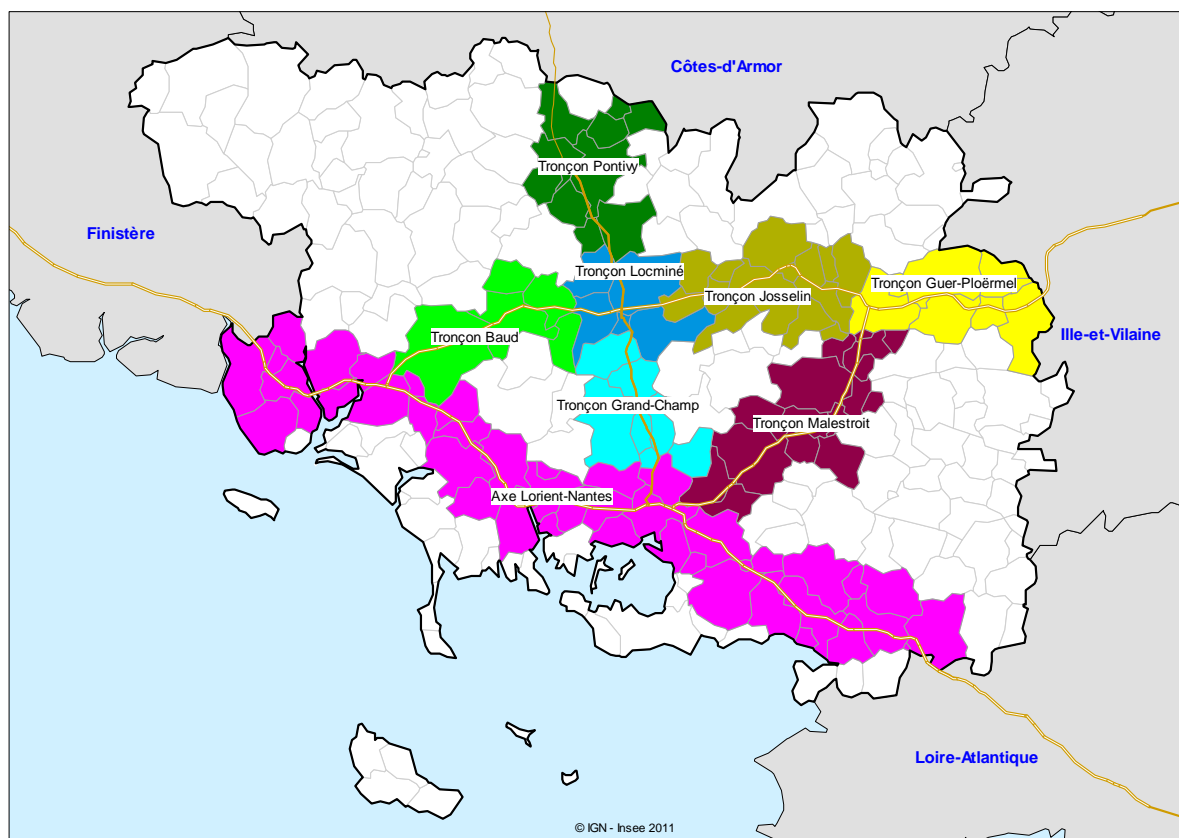 Côtes-d'Armor
Tronçon Pontivy
Finistère
Tronçon Locminé
Tronçon Guer-Ploërmel
Tronçon Josselin
Tronçon Baud
Ille-et-Vilaine
Tronçon Grand-Champ
Tronçon Malestroit
Axe Lorient-Nantes
Loire-Atlantique
© IGN - Insee 2011